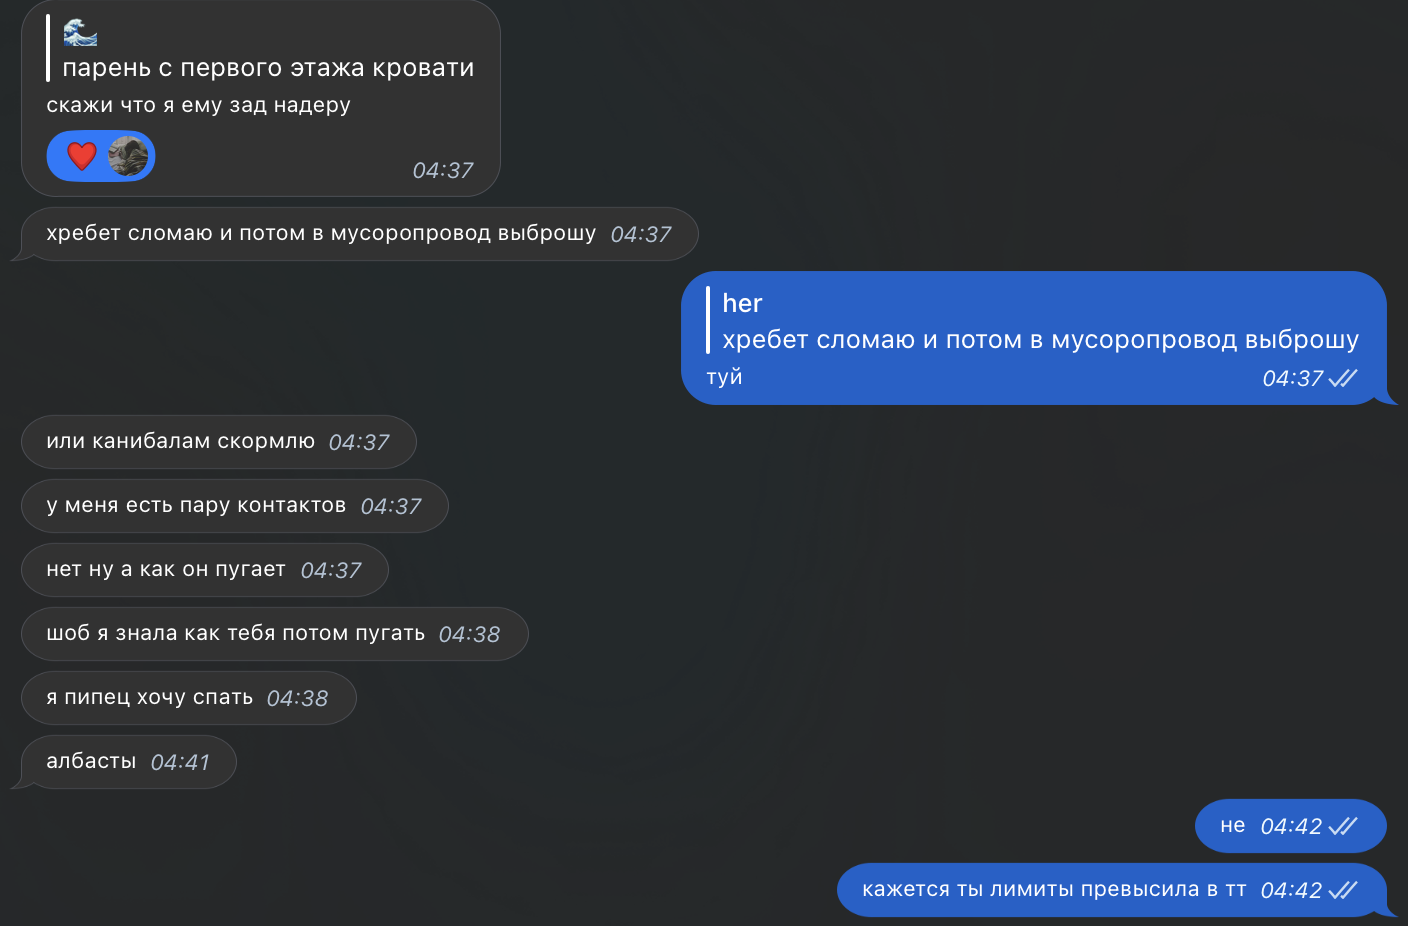 🌊
парень с первого этажа кровати
скажи что я ему зад надеру
❤️
04:37
хребет сломаю и потом в мусоропровод выброшу 04:37
her
хребет сломаю и потом в мусоропровод выброшу
туй 04:37
или канибалам скормлю 04:37
у меня есть пару контактов 04:37
нет ну а как он пугает 04:37
шоб я знала как тебя потом пугать 04:38
я пипец хочу спать 04:38
албасты 04:41
не 04:42
кажется ты лимиты превысила в тт 04:42